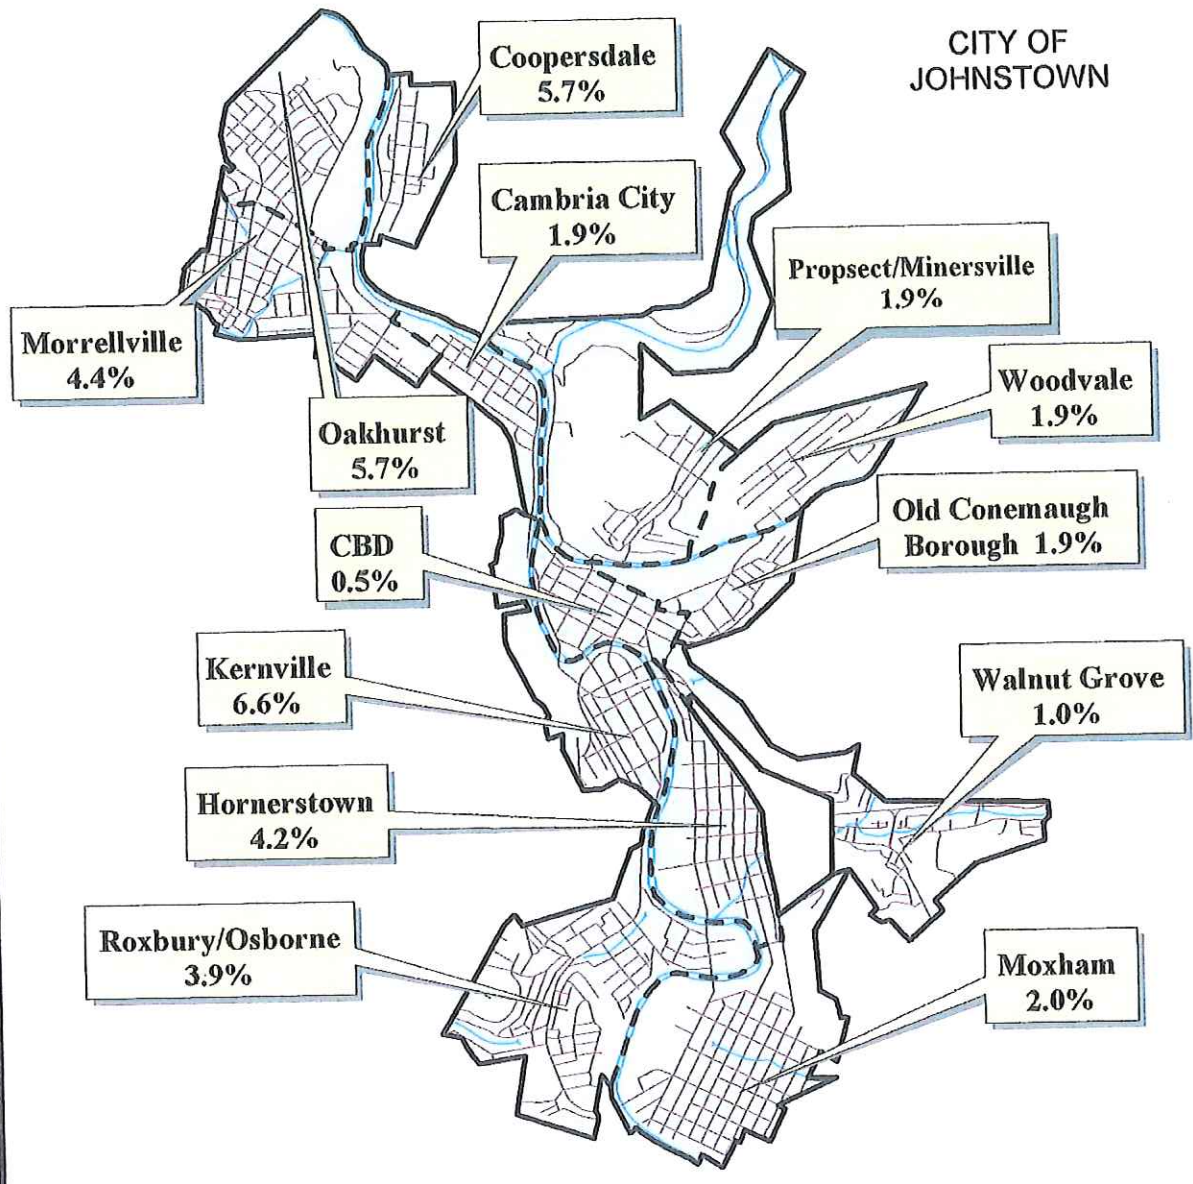 CITY OF
JOHNSTOWN
Coopersdale
5.7%
Cambria City
1.9%
Propsect/Minersville
1.9%
Morrellville
4.4%
Woodvale
1.9%
Oakhurst
5.7%
Old Conemaugh
Borough 1.9%
CBD
0.5%
Kernville
6.6%
Walnut Grove
1.0%
Hornerstown
4.2%
Roxbury/Osborne
3.9%
Moxham
2.0%